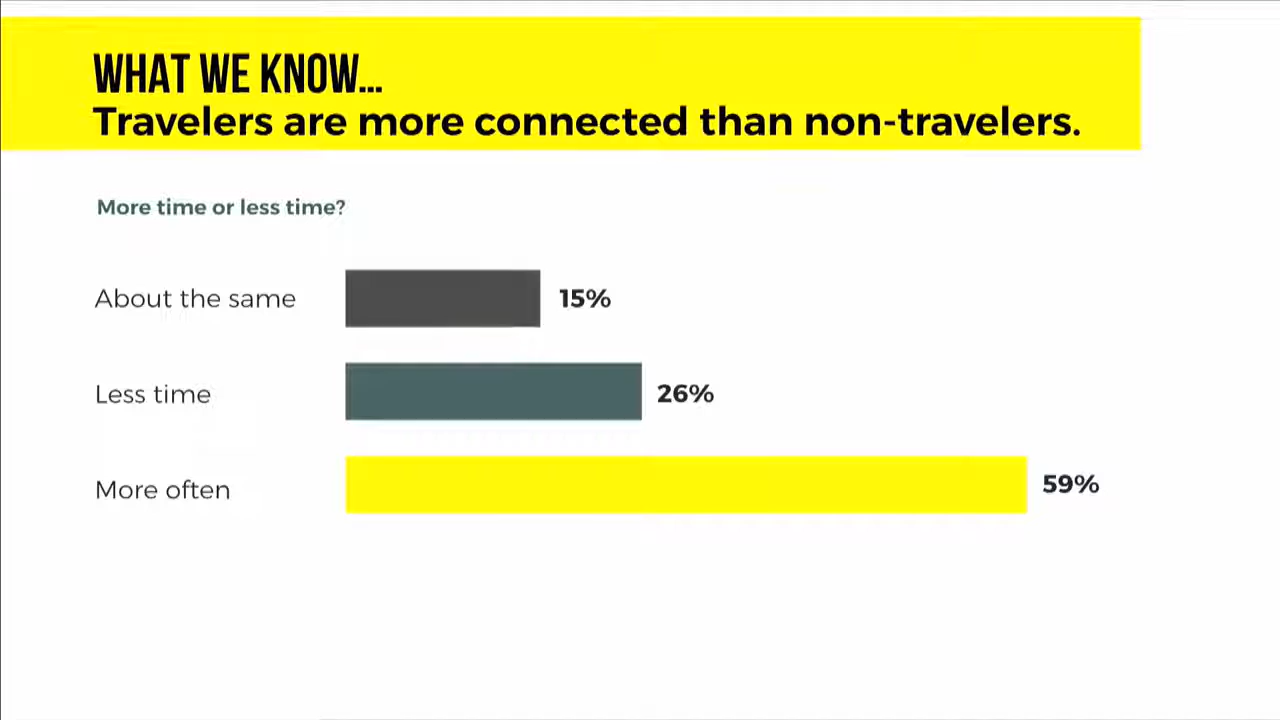 WHAT WE KNOW...
Travelers are more connected than non-travelers.
More time or less time?
About the same 15%
Less time 26%
More often 59%